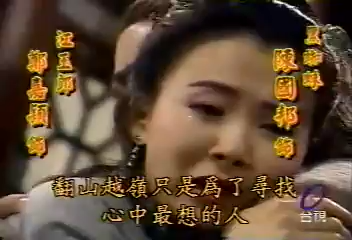 黑蜘蛛
陳國邦 飾
江玉郎
鄭嘉穎 飾
翻山越嶺只是爲了尋找
心中最想的人
台視